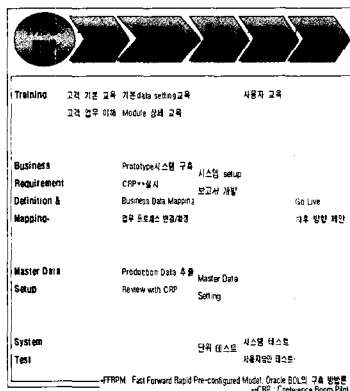 Training 고객 기본 교육 기본data setting교육 사용자 교육
고객 업무 이해 Module 상세 교육
Business Prototype시스템 구축
Requirement CRP**실시 시스템 setup
Definition & Business Data Mapping 보고서 개발 Go Live
Mapping- 업무 프로세스 변경/확정 향후 방향 제안
Master Data Production Data 추출 Master Data
Setup Review with CRP Setting
System 단위 테스트 시스템 테스트
Test 사용자승인 테스트
*FFRPM: Fast Forward Rapid Pre-configured Modal, Oracle BOL의 구축 방법론
**CRP : Conference Room Pilot